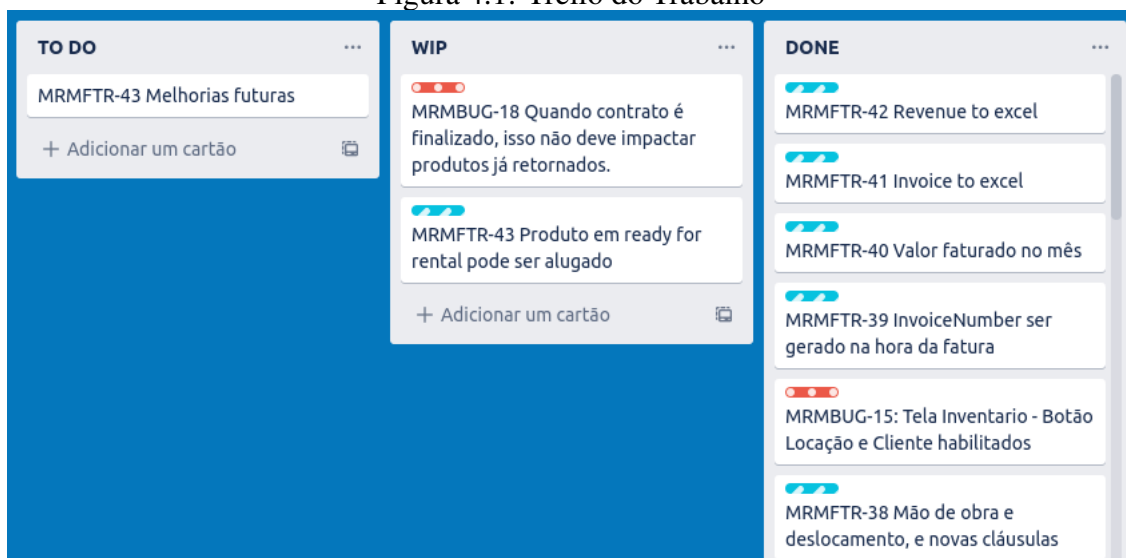 Figura 4.1: Trello do Trabalho
TO DO
MRMFTR-43 Melhorias futuras
+ Adicionar um cartão
WIP
MRMBUG-18 Quando contrato é
finalizado, isso não deve impactar
produtos já retornados.
MRMFTR-43 Produto em ready for
rental pode ser alugado
+ Adicionar um cartão
DONE
MRMFTR-42 Revenue to excel
MRMFTR-41 Invoice to excel
MRMFTR-40 Valor faturado no mês
MRMFTR-39 InvoiceNumber ser
gerado na hora da fatura
MRMBUG-15: Tela Inventario - Botão
Locação e Cliente habilitados
MRMFTR-38 Mão de obra e
deslocamento, e novas cláusulas